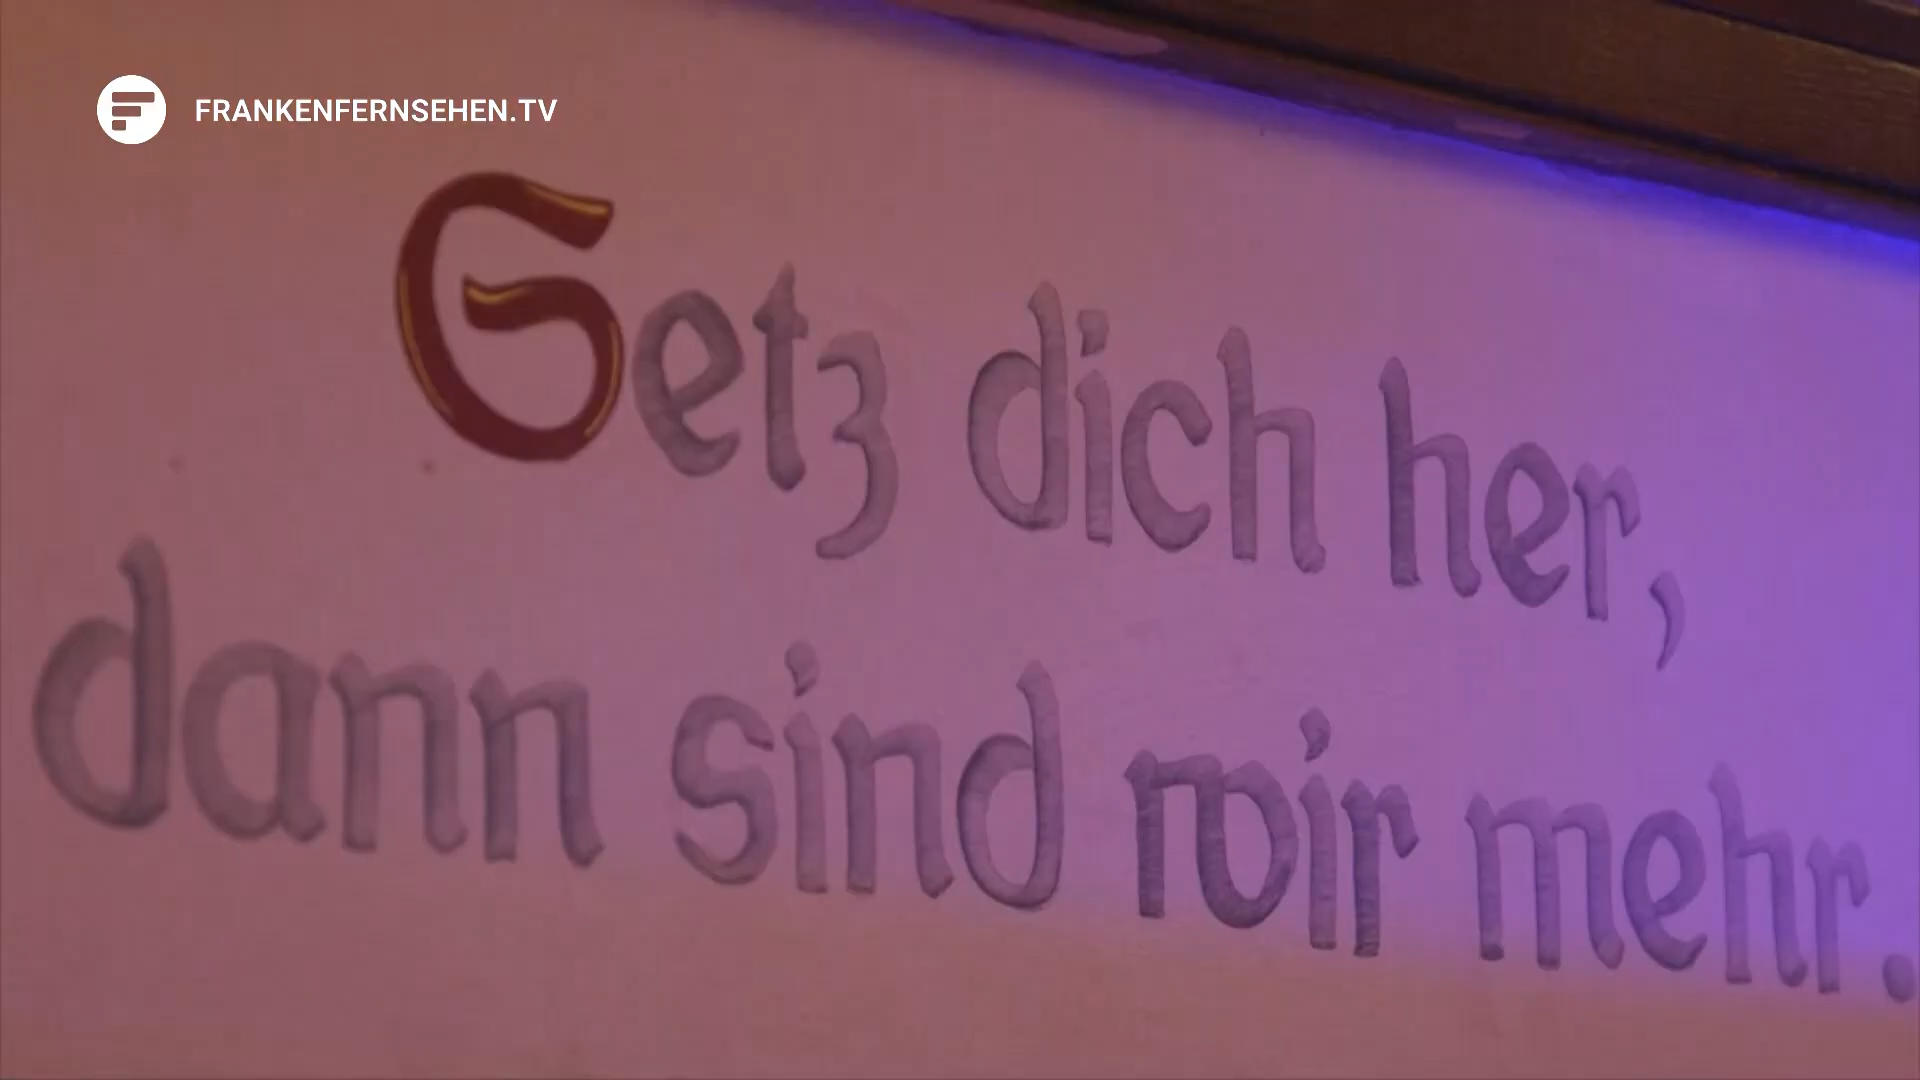 FRANKENFERNSEHEN.TV
Setz dich her,
dann sind wir mehr.